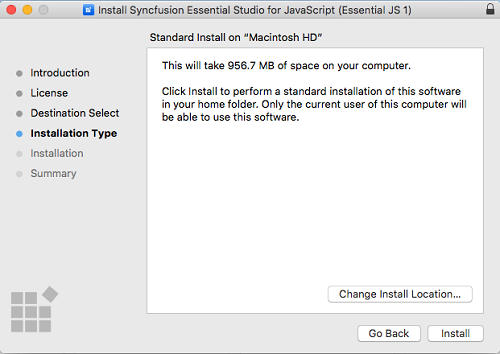 Install Syncfusion Essential Studio for JavaScript (Essential JS 1)
Standard Install on “Macintosh HD”
Introduction
License
Destination Select
Installation Type
Installation
Summary
This will take 956.7 MB of space on your computer.
Click Install to perform a standard installation of this software
in your home folder. Only the current user of this computer will
be able to use this software.
Change Install Location...
Go Back
Install